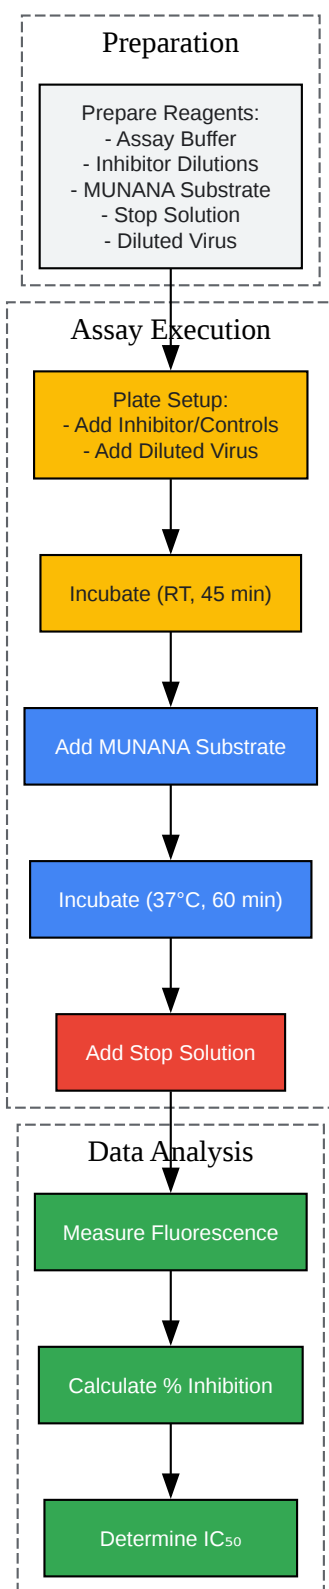 Preparation
Prepare Reagents:
- Assay Buffer
- Inhibitor Dilutions
- MUNANA Substrate
- Stop Solution
- Diluted Virus
Assay Execution
Plate Setup:
- Add Inhibitor/Controls
- Add Diluted Virus
Incubate (RT, 45 min)
Add MUNANA Substrate
Incubate (37°C, 60 min)
Add Stop Solution
Data Analysis
Measure Fluorescence
Calculate % Inhibition
Determine IC₅₀